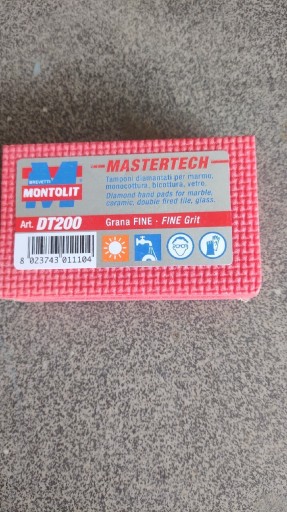 BREVETTI
M
MONTOLIT
MASTERTECH
Tamponi diamantati per marmo,
monocottura, bicottura, vetro.
Diamond hand pads for marble,
ceramic, double fired tile, glass.
Art. DT200
Grana FINE - FINE Grit
8 023743 011104